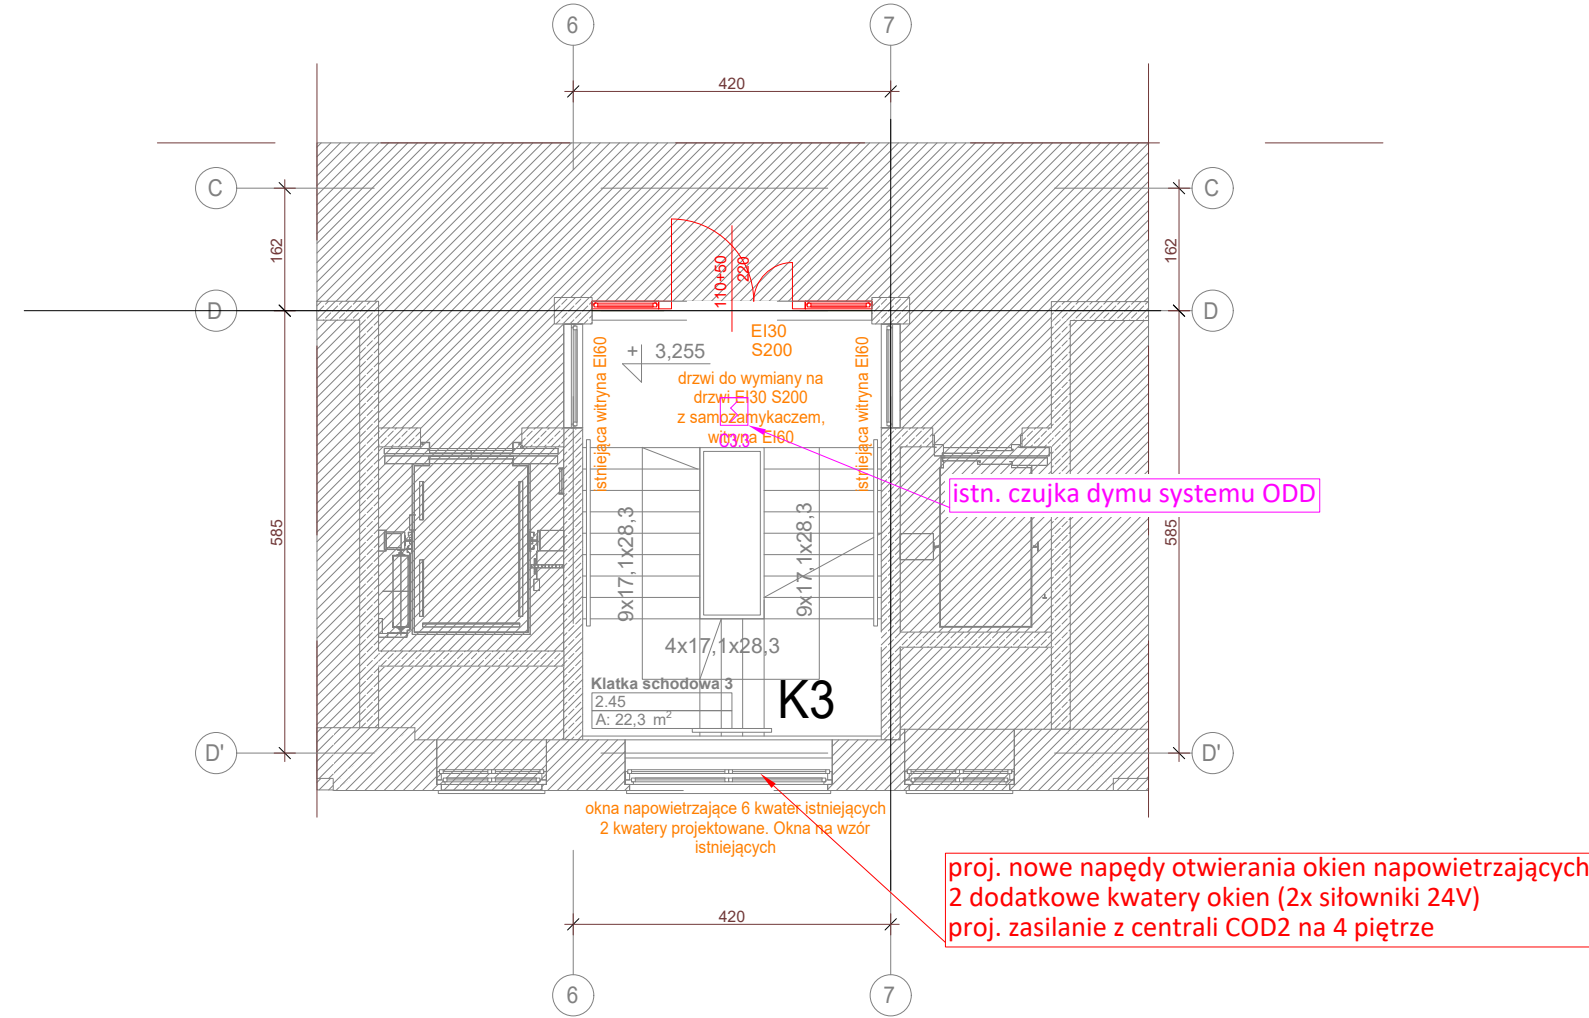 6
7
420
C
C
162
162
110+50
220
D
D
EI30
S200
+ 3,255
istniejąca witryna EI60
istniejąca witryna EI60
drzwi do wymiany na
drzwi EI30 S200
z samozamykaczem,
witryna EI60
03.3
istn. czujka dymu systemu ODD
585
585
9x17,1x28,3
9x17,1x28,3
4x17,1x28,3
Klatka schodowa 3
2.45
A: 22,3 m²
K3
D'
D'
okna napowietrzające 6 kwater istniejących
2 kwatery projektowane. Okna na wzór
istniejących
proj. nowe napędy otwierania okien napowietrzających
2 dodatkowe kwatery okien (2x siłowniki 24V)
proj. zasilanie z centrali COD2 na 4 piętrze
420
6
7